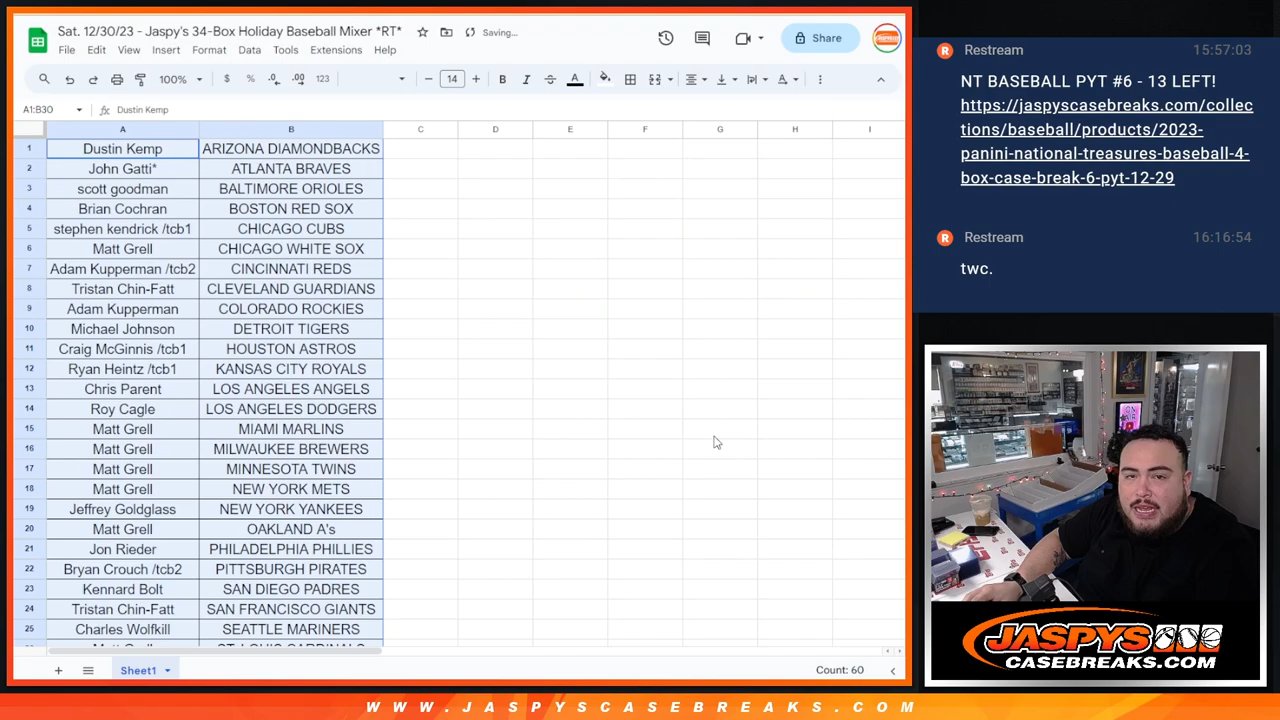 Sat. 12/30/23 - Jaspy's 34-Box Holiday Baseball Mixer *RT*
Saving...
File Edit View Insert Format Data Tools Extensions Help
Share
100% $ % .0 .00 123 14 B I A
A1:B30 fx Dustin Kemp
A B C D E F G H I
1 Dustin Kemp ARIZONA DIAMONDBACKS
2 John Gatti* ATLANTA BRAVES
3 scott goodman BALTIMORE ORIOLES
4 Brian Cochran BOSTON RED SOX
5 stephen kendrick /tcb1 CHICAGO CUBS
6 Matt Grell CHICAGO WHITE SOX
7 Adam Kupperman /tcb2 CINCINNATI REDS
8 Tristan Chin-Fatt CLEVELAND GUARDIANS
9 Adam Kupperman COLORADO ROCKIES
10 Michael Johnson DETROIT TIGERS
11 Craig McGinnis /tcb1 HOUSTON ASTROS
12 Ryan Heintz /tcb1 KANSAS CITY ROYALS
13 Chris Parent LOS ANGELES ANGELS
14 Roy Cagle LOS ANGELES DODGERS
15 Matt Grell MIAMI MARLINS
16 Matt Grell MILWAUKEE BREWERS
17 Matt Grell MINNESOTA TWINS
18 Matt Grell NEW YORK METS
19 Jeffrey Goldglass NEW YORK YANKEES
20 Matt Grell OAKLAND A's
21 Jon Rieder PHILADELPHIA PHILLIES
22 Bryan Crouch /tcb2 PITTSBURGH PIRATES
23 Kennard Bolt SAN DIEGO PADRES
24 Tristan Chin-Fatt SAN FRANCISCO GIANTS
25 Charles Wolfkill SEATTLE MARINERS
Sheet1
Count: 60
Restream 15:57:03
NT BASEBALL PYT #6 - 13 LEFT!
https://jaspyscasebreaks.com/collec
tions/baseball/products/2023-
panini-national-treasures-baseball-4-
box-case-break-6-pyt-12-29
Restream 16:16:54
twc.
ON
AIR
JASPYS
CASEBREAKS.COM
WWW.JASPYSCASEBREAKS.COM